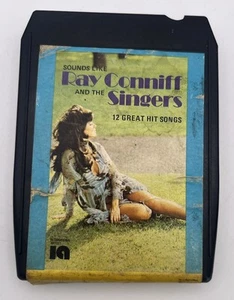 SOUNDS LIKE
Ray Conniff
AND THE Singers
12 GREAT HIT SONGS